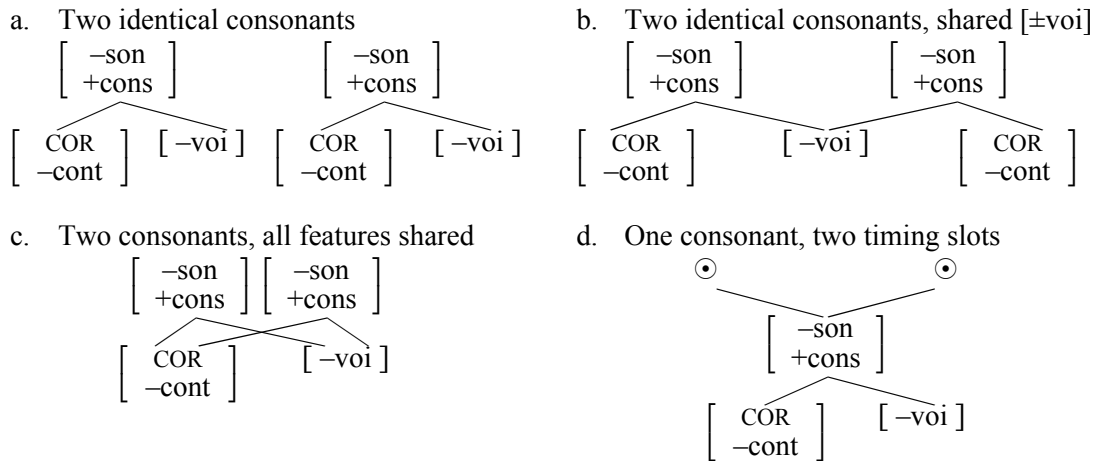 a. Two identical consonants
[ –son +cons ] [ –son +cons ]
[ COR –cont ] [ –voi ] [ COR –cont ] [ –voi ]
b. Two identical consonants, shared [±voi]
[ –son +cons ] [ –son +cons ]
[ COR –cont ] [ –voi ] [ COR –cont ]
c. Two consonants, all features shared
[ –son +cons ] [ –son +cons ]
[ COR –cont ] [ –voi ]
d. One consonant, two timing slots
⊙ ⊙
[ –son +cons ]
[ COR –cont ] [ –voi ]